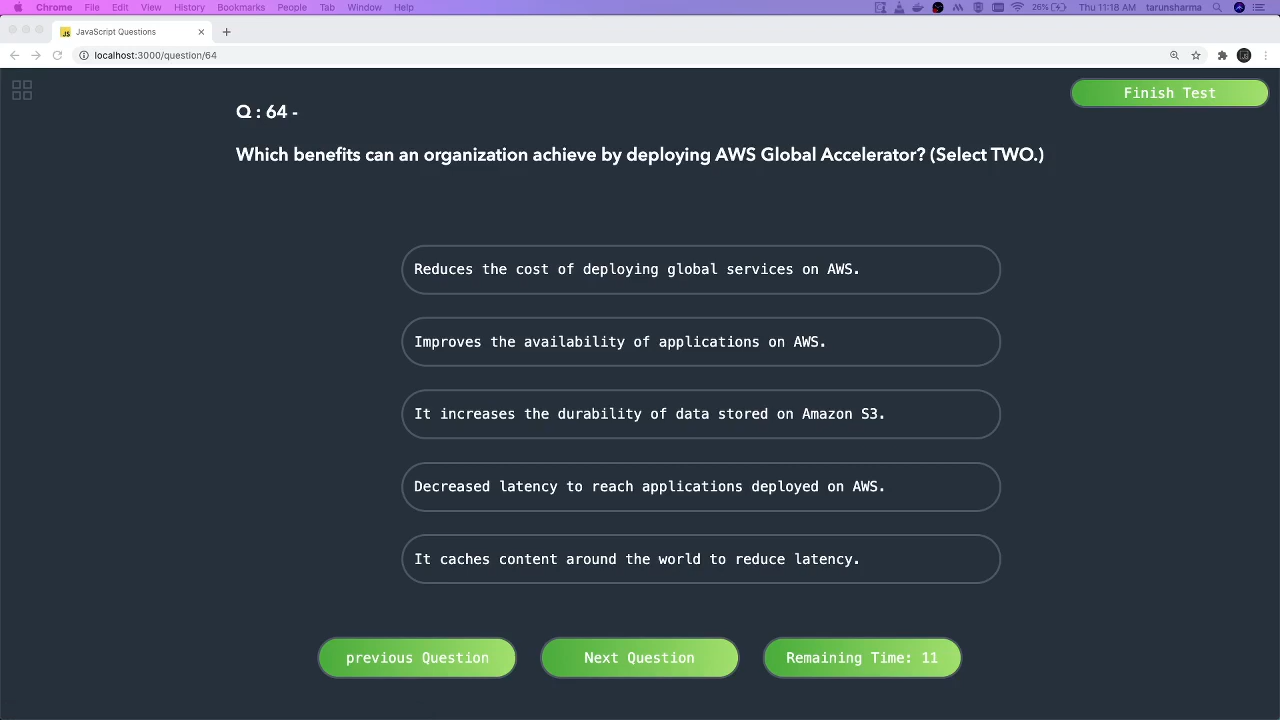 Chrome File Edit View History Bookmarks People Tab Window Help 26% Thu 11:18 AM tarunsharma
JS JavaScript Questions
localhost:3000/question/64
Finish Test
Q : 64 -
Which benefits can an organization achieve by deploying AWS Global Accelerator? (Select TWO.)
Reduces the cost of deploying global services on AWS.
Improves the availability of applications on AWS.
It increases the durability of data stored on Amazon S3.
Decreased latency to reach applications deployed on AWS.
It caches content around the world to reduce latency.
previous Question Next Question Remaining Time: 11